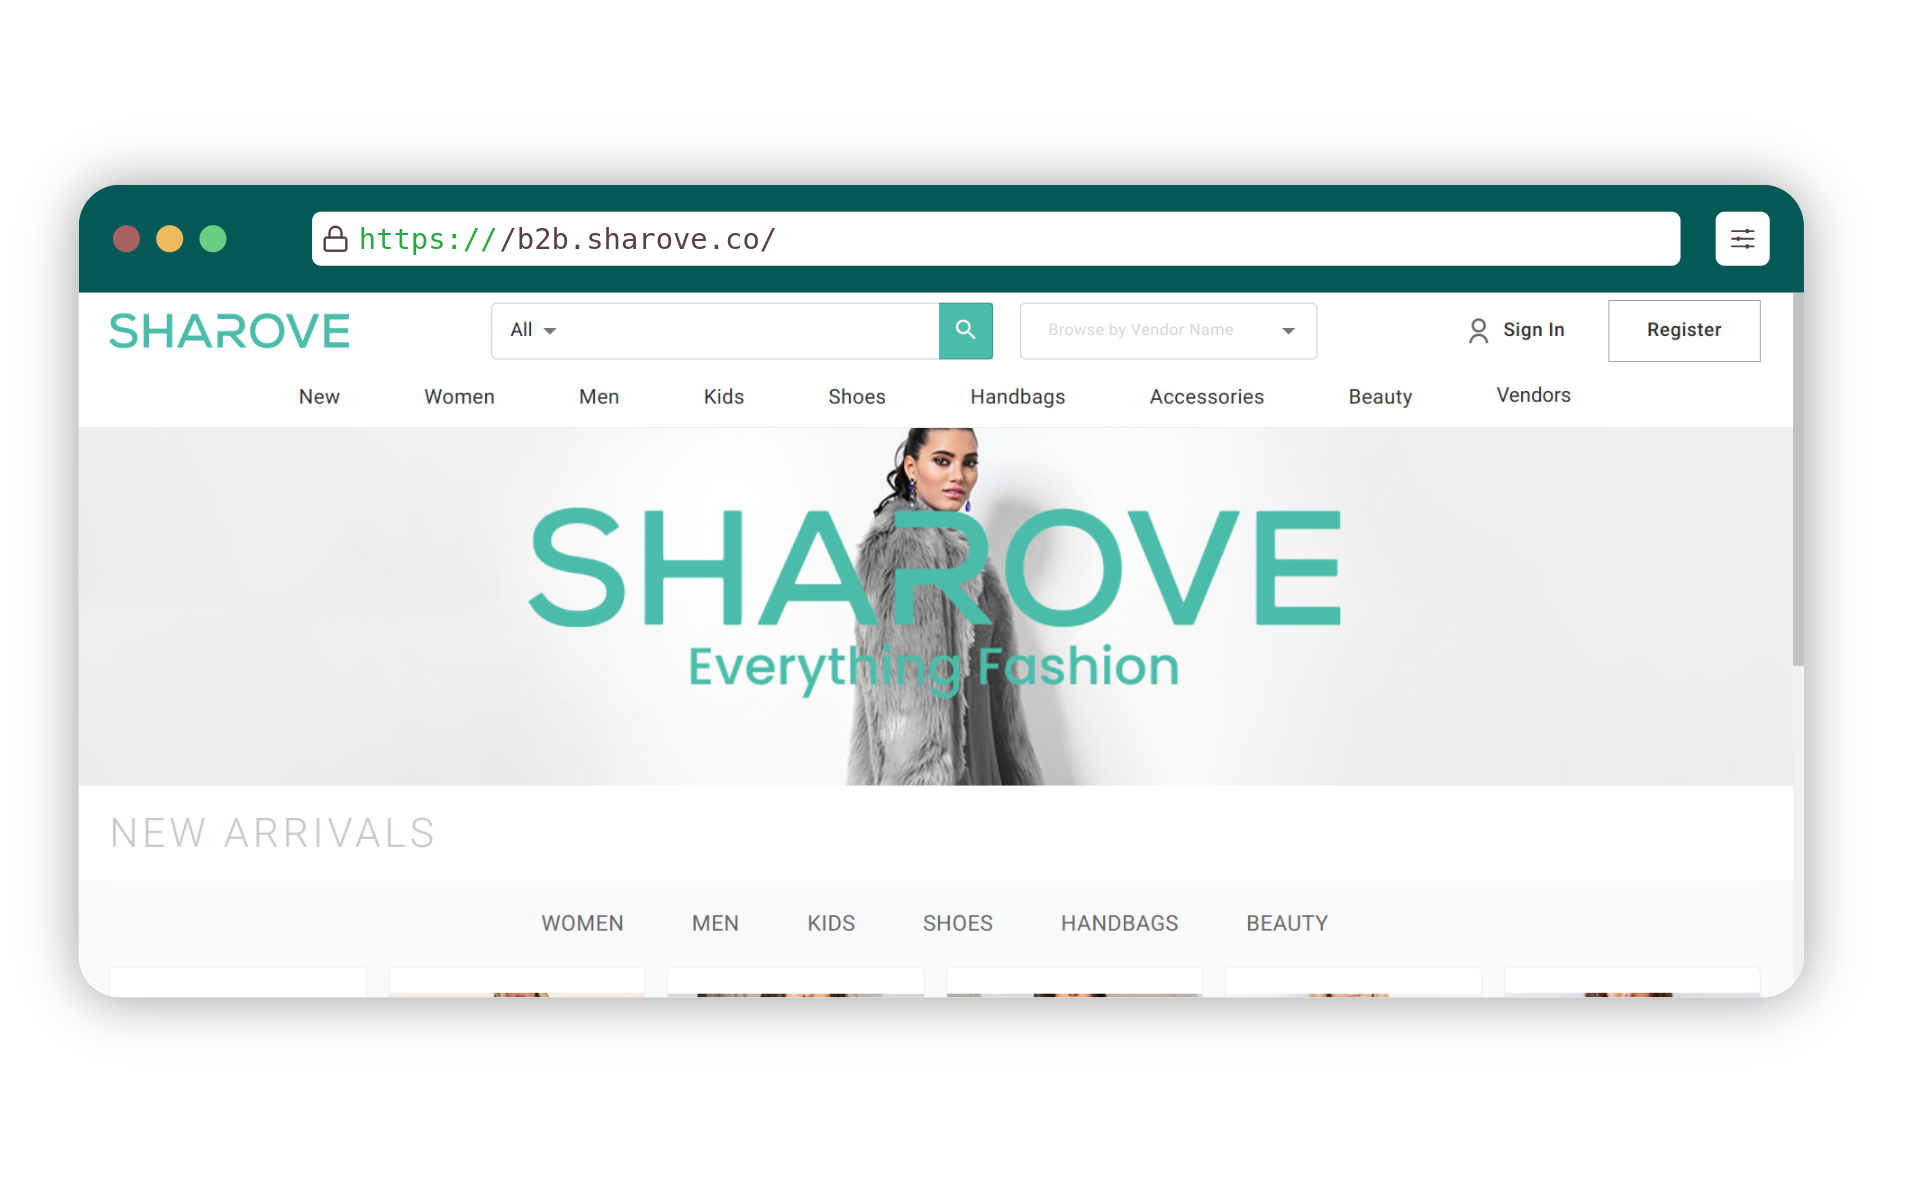 https:///b2b.sharove.co/
SHAROVE
All
Browse by Vendor Name
Sign In
Register
New Women Men Kids Shoes Handbags Accessories Beauty Vendors
SHAROVE
Everything Fashion
NEW ARRIVALS
WOMEN MEN KIDS SHOES HANDBAGS BEAUTY